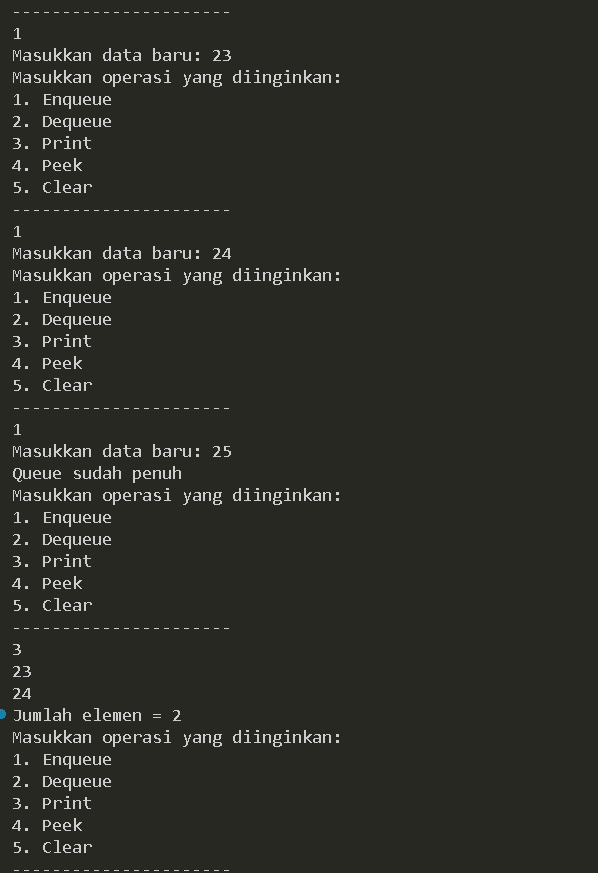 ----------------------
1
Masukkan data baru: 23
Masukkan operasi yang diinginkan:
1. Enqueue
2. Dequeue
3. Print
4. Peek
5. Clear
----------------------
1
Masukkan data baru: 24
Masukkan operasi yang diinginkan:
1. Enqueue
2. Dequeue
3. Print
4. Peek
5. Clear
----------------------
1
Masukkan data baru: 25
Queue sudah penuh
Masukkan operasi yang diinginkan:
1. Enqueue
2. Dequeue
3. Print
4. Peek
5. Clear
----------------------
3
23
24
Jumlah elemen = 2
Masukkan operasi yang diinginkan:
1. Enqueue
2. Dequeue
3. Print
4. Peek
5. Clear
----------------------